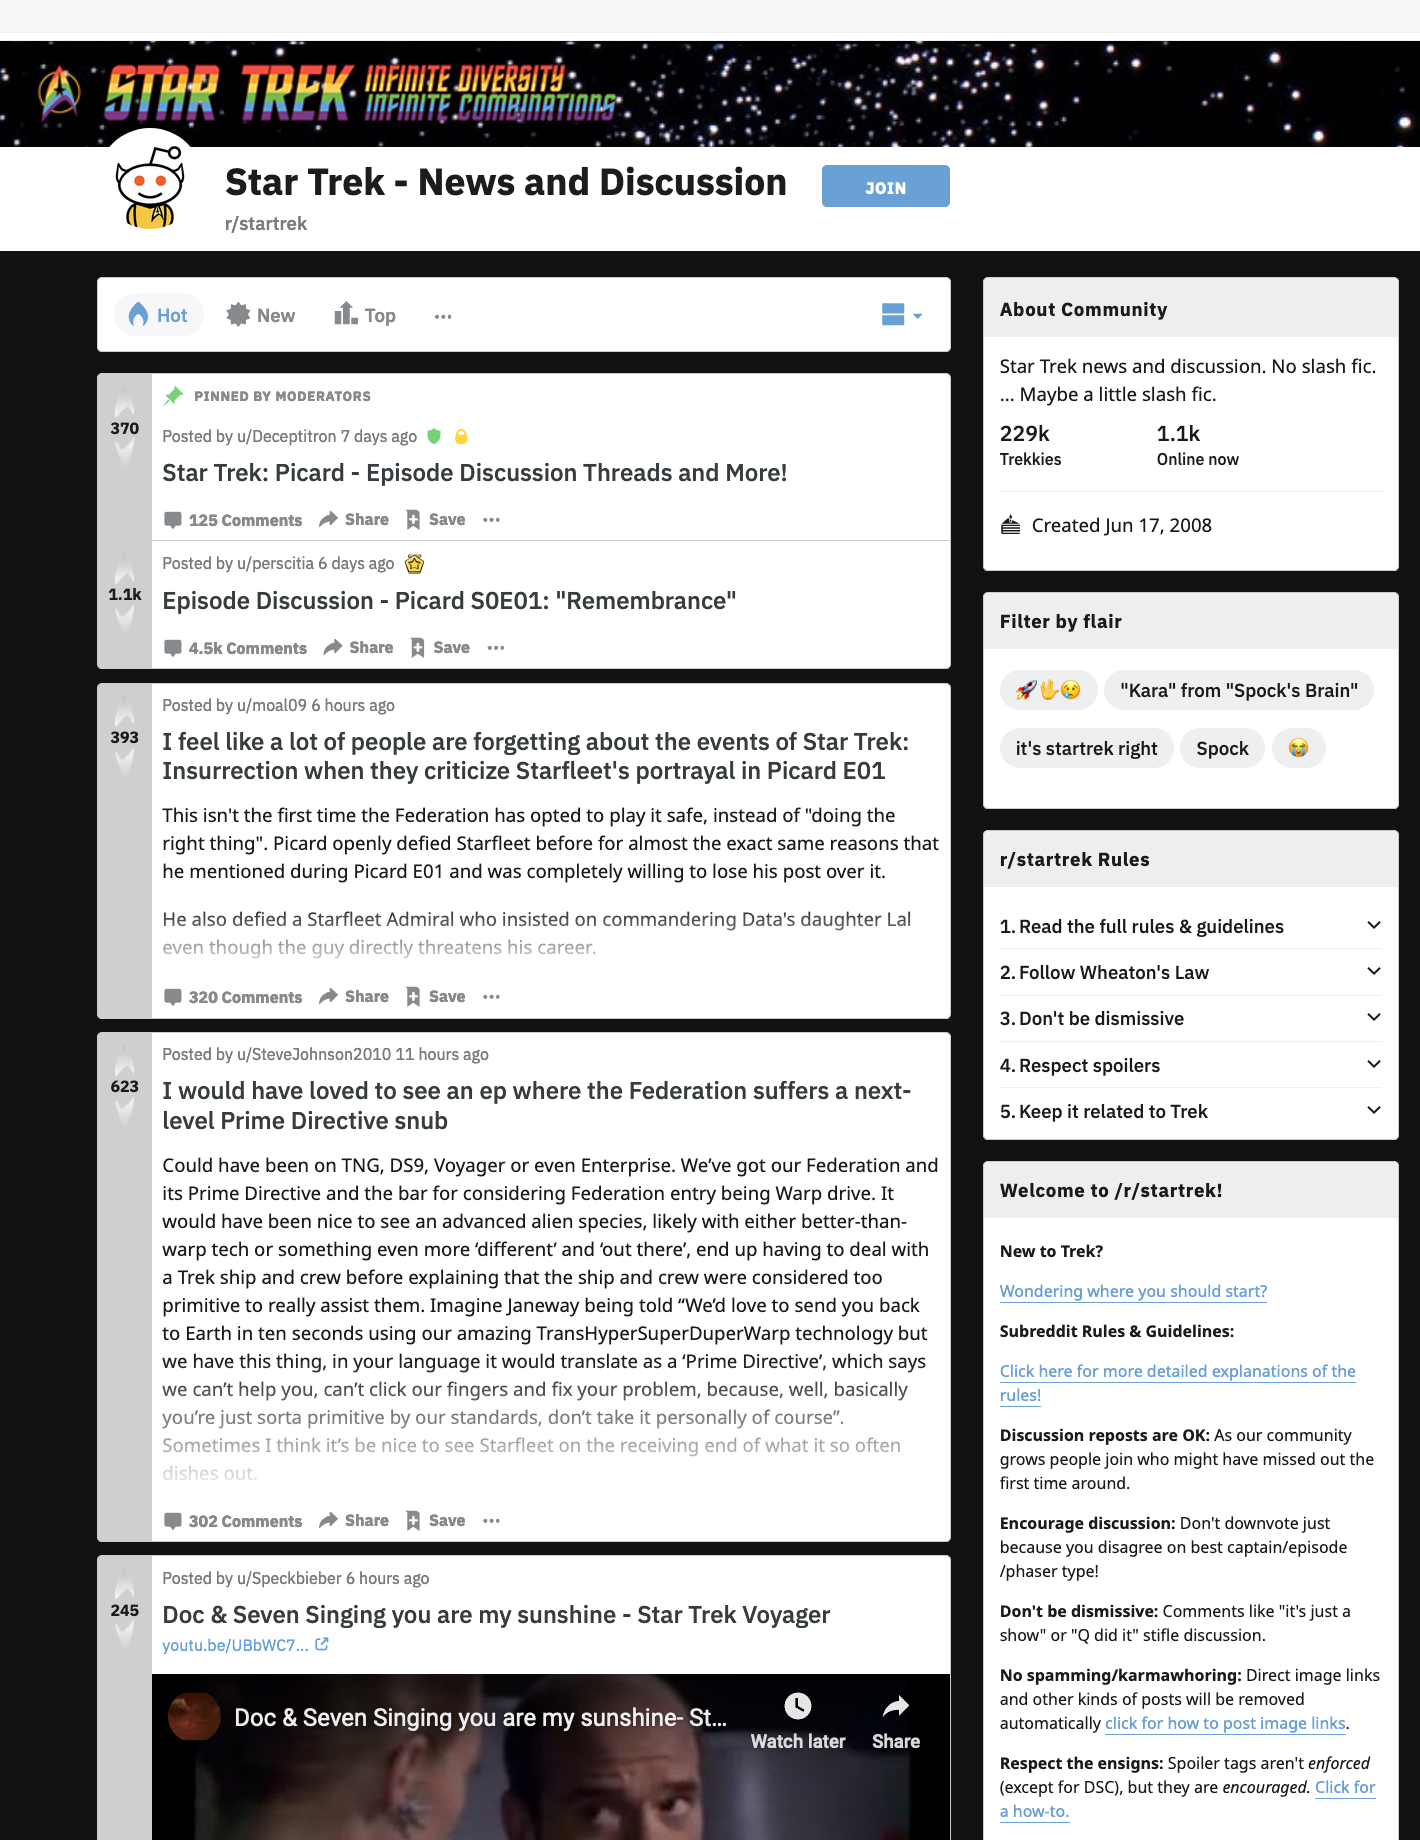 STAR TREK INFINITE DIVERSITY
INFINITE COMBINATIONS
Star Trek - News and Discussion
JOIN
r/startrek
Hot
New
Top
PINNED BY MODERATORS
370
Posted by u/Deceptitron 7 days ago
Star Trek: Picard - Episode Discussion Threads and More!
125 Comments Share Save
Posted by u/perscitia 6 days ago
1.1k
Episode Discussion - Picard S0E01: "Remembrance"
4.5k Comments Share Save
Posted by u/moal09 6 hours ago
393
I feel like a lot of people are forgetting about the events of Star Trek:
Insurrection when they criticize Starfleet's portrayal in Picard E01
This isn't the first time the Federation has opted to play it safe, instead of "doing the
right thing". Picard openly defied Starfleet before for almost the exact same reasons that
he mentioned during Picard E01 and was completely willing to lose his post over it.
He also defied a Starfleet Admiral who insisted on commandering Data's daughter Lal
even though the guy directly threatens his career.
320 Comments Share Save
Posted by u/SteveJohnson2010 11 hours ago
623
I would have loved to see an ep where the Federation suffers a next-
level Prime Directive snub
Could have been on TNG, DS9, Voyager or even Enterprise. We’ve got our Federation and
its Prime Directive and the bar for considering Federation entry being Warp drive. It
would have been nice to see an advanced alien species, likely with either better-than-
warp tech or something even more ‘different’ and ‘out there’, end up having to deal with
a Trek ship and crew before explaining that the ship and crew were considered too
primitive to really assist them. Imagine Janeway being told “We’d love to send you back
to Earth in ten seconds using our amazing TransHyperSuperDuperWarp technology but
we have this thing, in your language it would translate as a ‘Prime Directive’, which says
we can’t help you, can’t click our fingers and fix your problem, because, well, basically
you’re just sorta primitive by our standards, don’t take it personally of course”.
Sometimes I think it’s be nice to see Starfleet on the receiving end of what it so often
dishes out.
302 Comments Share Save
Posted by u/Speckbieber 6 hours ago
245
Doc & Seven Singing you are my sunshine - Star Trek Voyager
youtu.be/UBbWC7...
Doc & Seven Singing you are my sunshine- St...
Watch later
Share
About Community
Star Trek news and discussion. No slash fic.
... Maybe a little slash fic.
229k
Trekkies
1.1k
Online now
Created Jun 17, 2008
Filter by flair
🚀🖖😢
"Kara" from "Spock's Brain"
it's startrek right
Spock
😭
r/startrek Rules
1. Read the full rules & guidelines
2. Follow Wheaton's Law
3. Don't be dismissive
4. Respect spoilers
5. Keep it related to Trek
Welcome to /r/startrek!
New to Trek?
Wondering where you should start?
Subreddit Rules & Guidelines:
Click here for more detailed explanations of the
rules!
Discussion reposts are OK: As our community
grows people join who might have missed out the
first time around.
Encourage discussion: Don't downvote just
because you disagree on best captain/episode
/phaser type!
Don't be dismissive: Comments like "it's just a
show" or "Q did it" stifle discussion.
No spamming/karmawhoring: Direct image links
and other kinds of posts will be removed
automatically click for how to post image links.
Respect the ensigns: Spoiler tags aren't enforced
(except for DSC), but they are encouraged. Click for
a how-to.